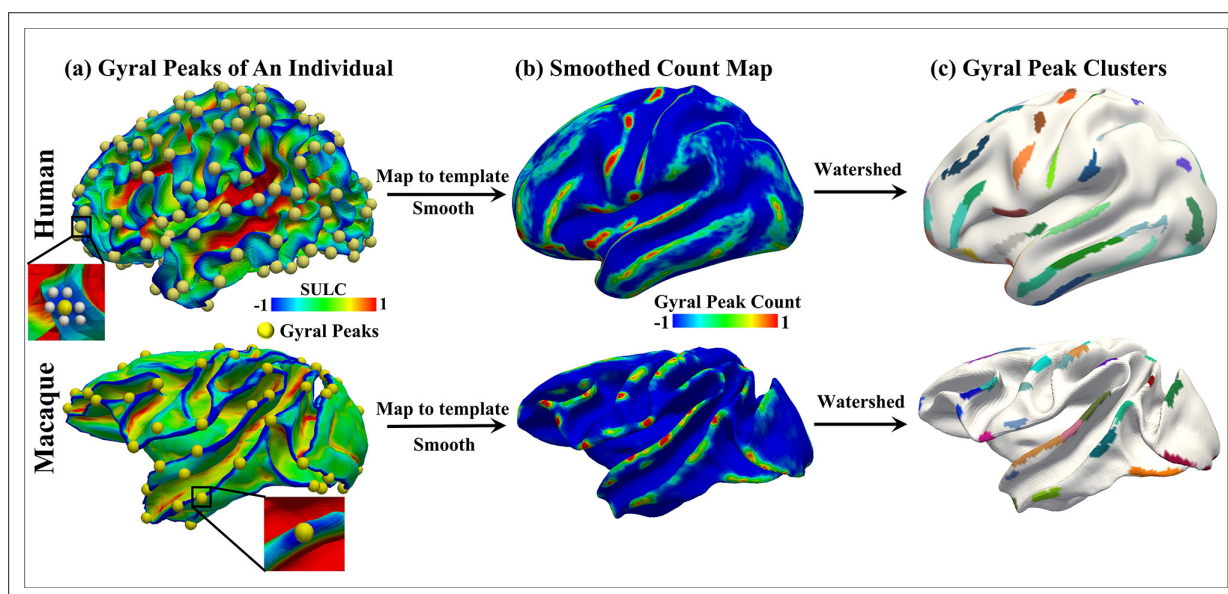 (a) Gyral Peaks of An Individual
(b) Smoothed Count Map
(c) Gyral Peak Clusters
Human
Map to template
Smooth
Watershed
SULC
-1 1
Gyral Peaks
Gyral Peak Count
-1 1
Macaque
Map to template
Smooth
Watershed